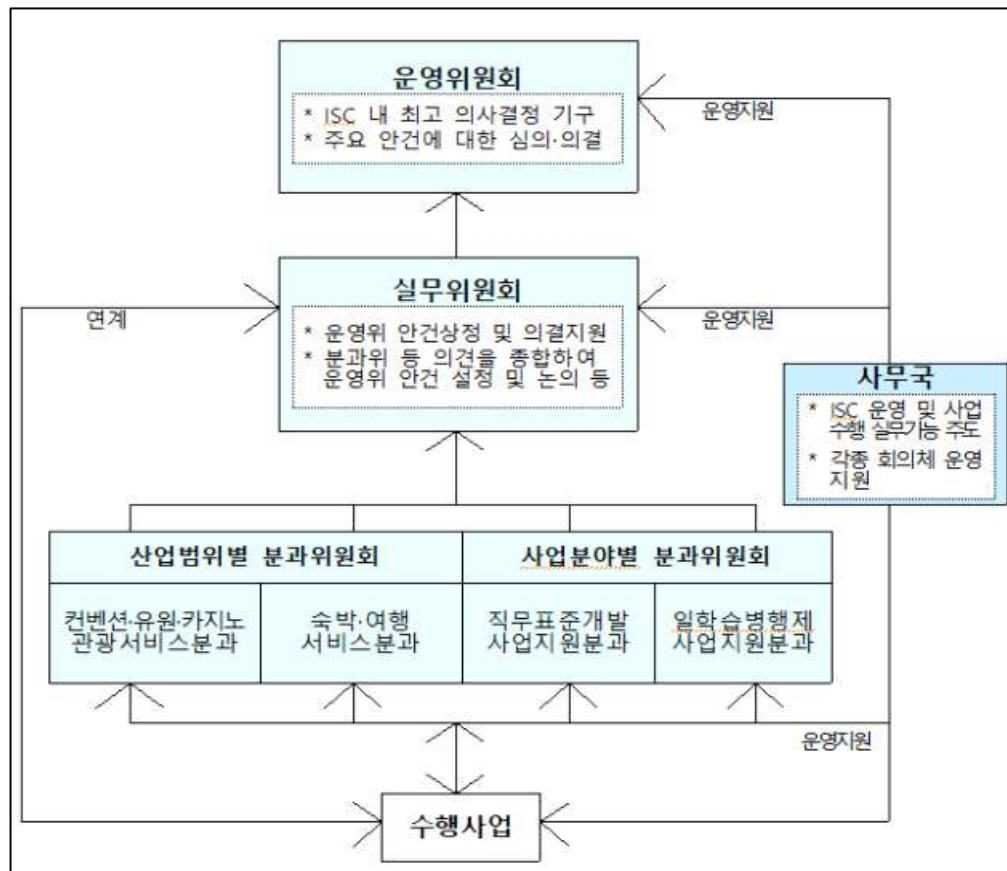 운영위원회
* ISC 내 최고 의사결정 기구
* 주요 안건에 대한 심의·의결
운영지원
실무위원회
* 운영위 안건상정 및 의결지원
* 분과위 등 의견을 종합하여
운영위 안건 설정 및 논의 등
연계
운영지원
사무국
* ISC 운영 및 사업
수행 실무기능 주도
* 각종 회의체 운영
지원
산업범위별 분과위원회
사업분야별 분과위원회
컨벤션·유원·카지노
관광서비스분과
숙박·여행
서비스분과
직무표준개발
사업지원분과
일학습병행제
사업지원분과
운영지원
수행사업